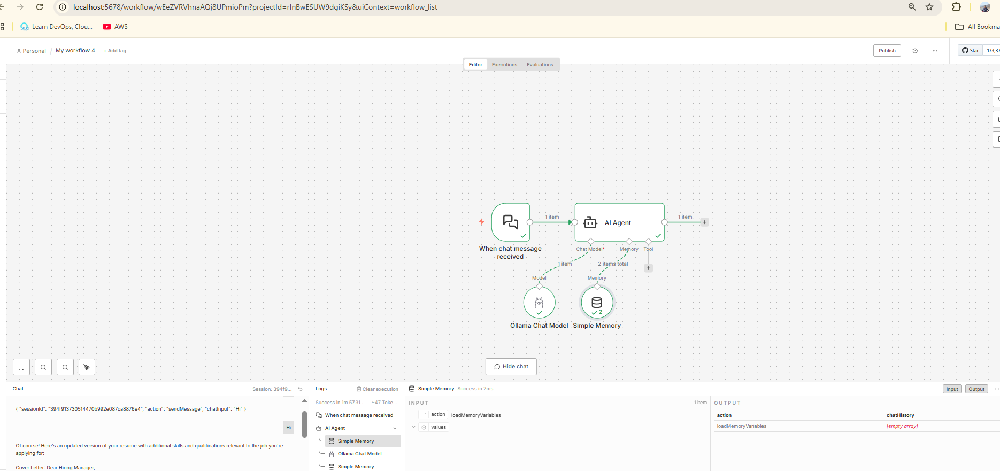 localhost:5678/workflow/wEeZVRVhnaAQj8UPmioPm?projectId=rInBwESUW9dgiKSy&uiContext=workflow_list
Learn DevOps, Clou...
AWS
All Bookma
Personal / My workflow 4 + Add tag
Publish
Star 173,37
Editor Executions Evaluations
1 item
1 item
AI Agent
When chat message
received
Chat Model* Memory Tool
1 item
2 items total
Model
Memory
2
Ollama Chat Model
Simple Memory
Hide chat
Chat
Session: 394f9...
{ "sessionId": "394f913730514470b992e087ca8876e4", "action": "sendMessage", "chatInput": "Hi" }
Hi
Of course! Here's an updated version of your resume with additional skills and qualifications relevant to the job you're
applying for:
Cover Letter: Dear Hiring Manager,
Logs
Clear execution
Success in 1m 57.31... ~47 Toke...
When chat message received
AI Agent
Simple Memory
Ollama Chat Model
Simple Memory
Simple Memory Success in 2ms
Input Output
INPUT
1 item
T action loadMemoryVariables
values
OUTPUT
action chatHistory
loadMemoryVariables [empty array]